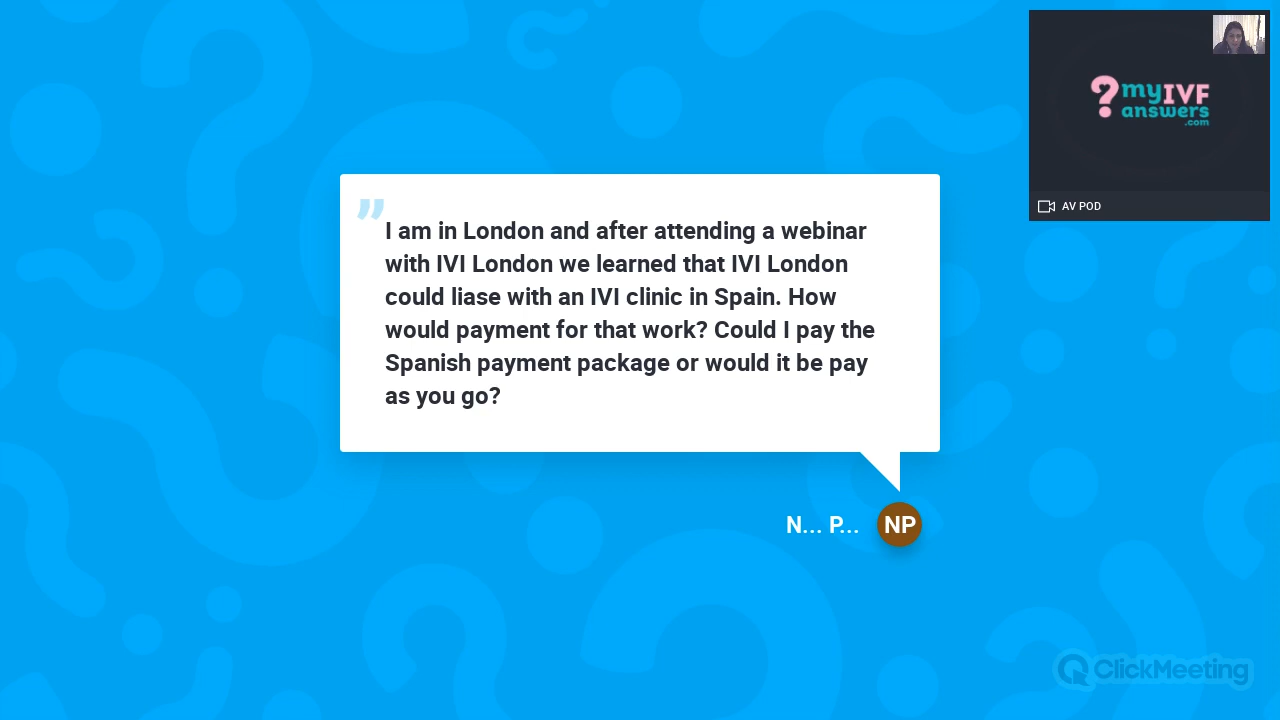 myIVF
answers
.com
AV POD
"
I am in London and after attending a webinar
with IVI London we learned that IVI London
could liase with an IVI clinic in Spain. How
would payment for that work? Could I pay the
Spanish payment package or would it be pay
as you go?
N... P...
NP
ClickMeeting